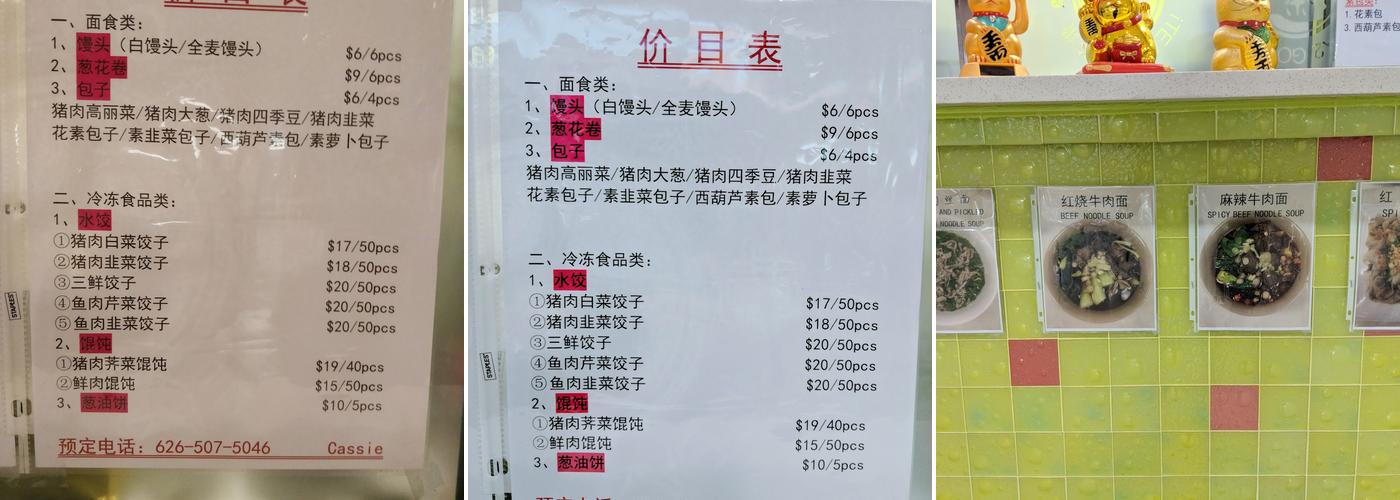 价目表
一、面食类：
1、馒头（白馒头/全麦馒头） $6/6pcs
2、葱花卷 $9/6pcs
3、包子 $6/4pcs
猪肉高丽菜/猪肉大葱/猪肉四季豆/猪肉韭菜
花素包子/素韭菜包子/西葫芦素包/素萝卜包子
二、冷冻食品类：
1、水饺
①猪肉白菜饺子 $17/50pcs
②猪肉韭菜饺子 $18/50pcs
③三鲜饺子 $20/50pcs
④鱼肉芹菜饺子 $20/50pcs
⑤鱼肉韭菜饺子 $20/50pcs
2、馄饨
①猪肉荠菜馄饨 $19/40pcs
②鲜肉馄饨 $15/50pcs
3、葱油饼 $10/5pcs
预定电话：626-507-5046 Cassie
STAPLES
价目表
一、面食类：
1、馒头（白馒头/全麦馒头） $6/6pcs
2、葱花卷 $9/6pcs
3、包子 $6/4pcs
猪肉高丽菜/猪肉大葱/猪肉四季豆/猪肉韭菜
花素包子/素韭菜包子/西葫芦素包/素萝卜包子
二、冷冻食品类：
1、水饺
①猪肉白菜饺子 $17/50pcs
②猪肉韭菜饺子 $18/50pcs
③三鲜饺子 $20/50pcs
④鱼肉芹菜饺子 $20/50pcs
⑤鱼肉韭菜饺子 $20/50pcs
2、馄饨
①猪肉荠菜馄饨 $19/40pcs
②鲜肉馄饨 $15/50pcs
3、葱油饼 $10/5pcs
STAPLES
素包类：
1. 花素包
3. 西葫芦素
丝面
AND PICKLED
NOODLE SOUP
红烧牛肉面
BEEF NOODLE SOUP
麻辣牛肉面
SPICY BEEF NOODLE SOUP
红